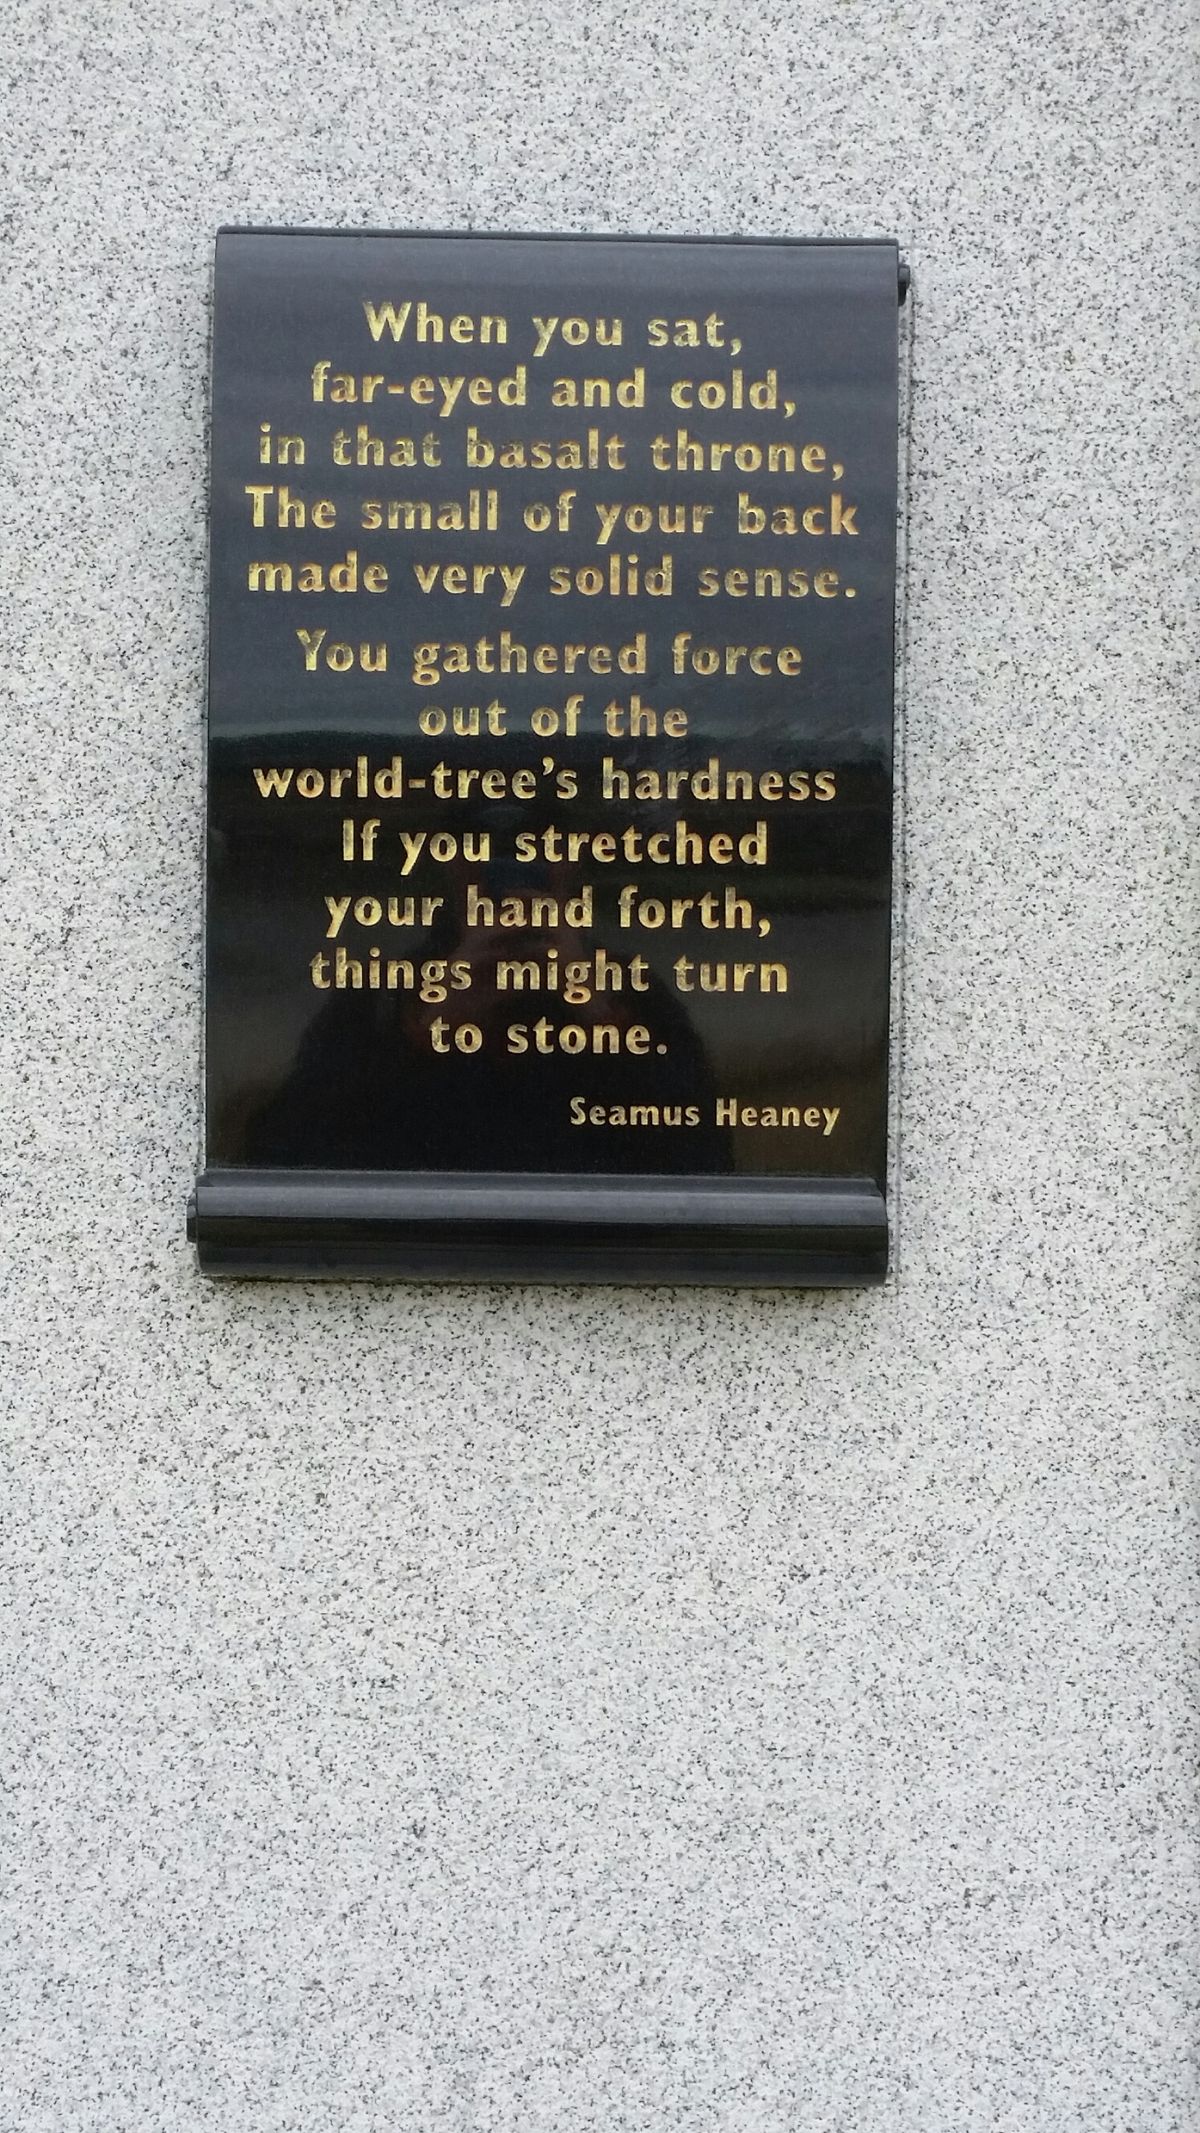 When you sat,
far-eyed and cold,
in that basalt throne,
The small of your back
made very solid sense.
You gathered force
out of the
world-tree’s hardness
If you stretched
your hand forth,
things might turn
to stone.
Seamus Heaney